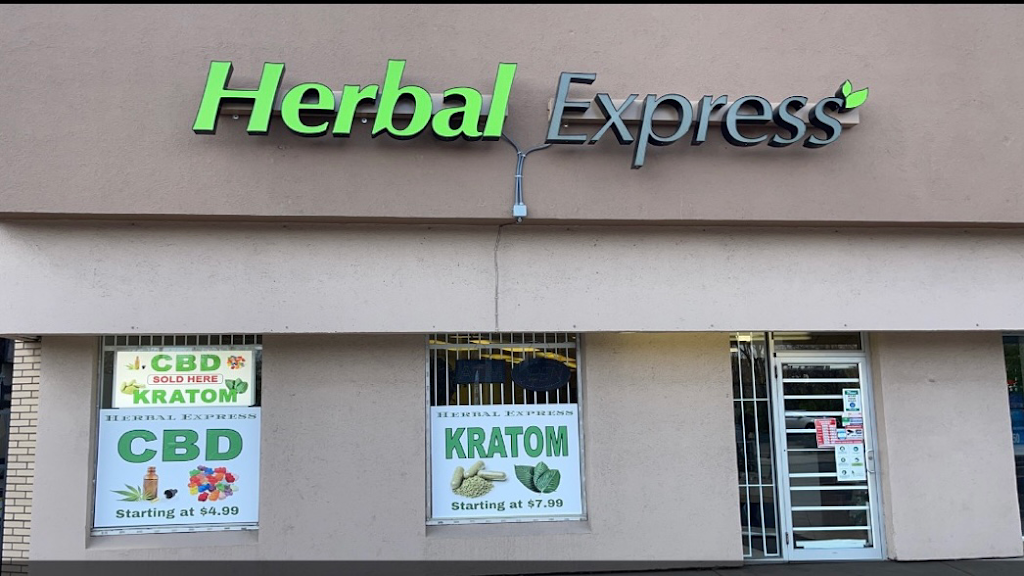 Herbal Express
CBD
SOLD HERE
KRATOM
HERBAL EXPRESS
CBD
Starting at $4.99
HERBAL EXPRESS
KRATOM
Starting at $7.99